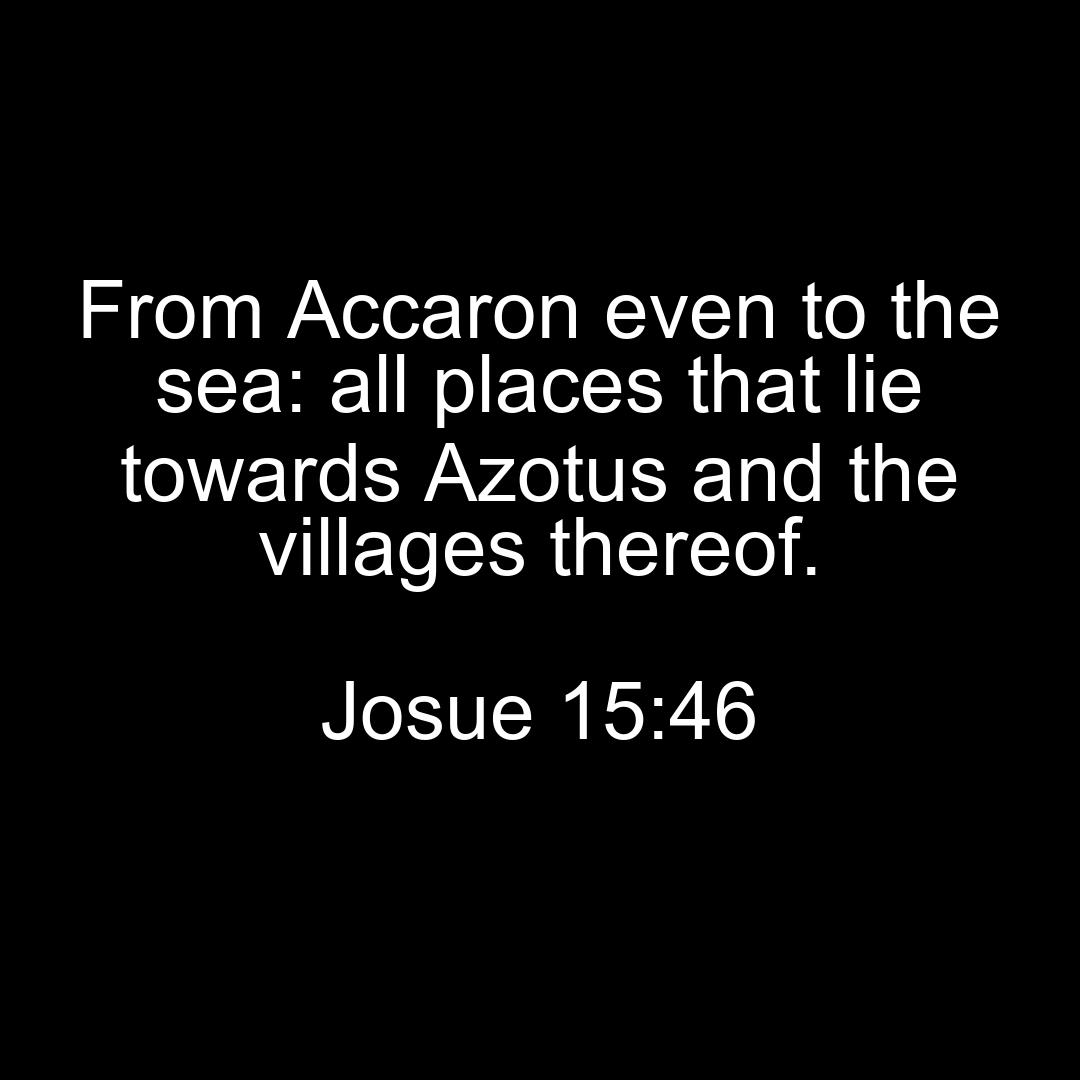 From Accaron even to the
sea: all places that lie
towards Azotus and the
villages thereof.
Josue 15:46